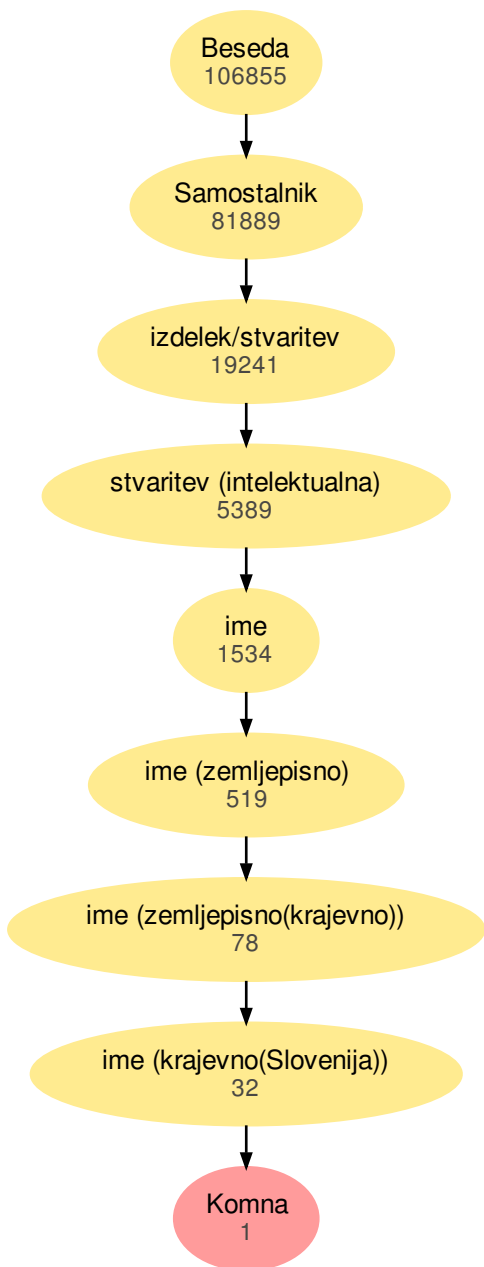 Beseda
106855
Samostalnik
81889
izdelek/stvaritev
19241
stvaritev (intelektualna)
5389
ime
1534
ime (zemljepisno)
519
ime (zemljepisno(krajevno))
78
ime (krajevno(Slovenija))
32
Komna
1